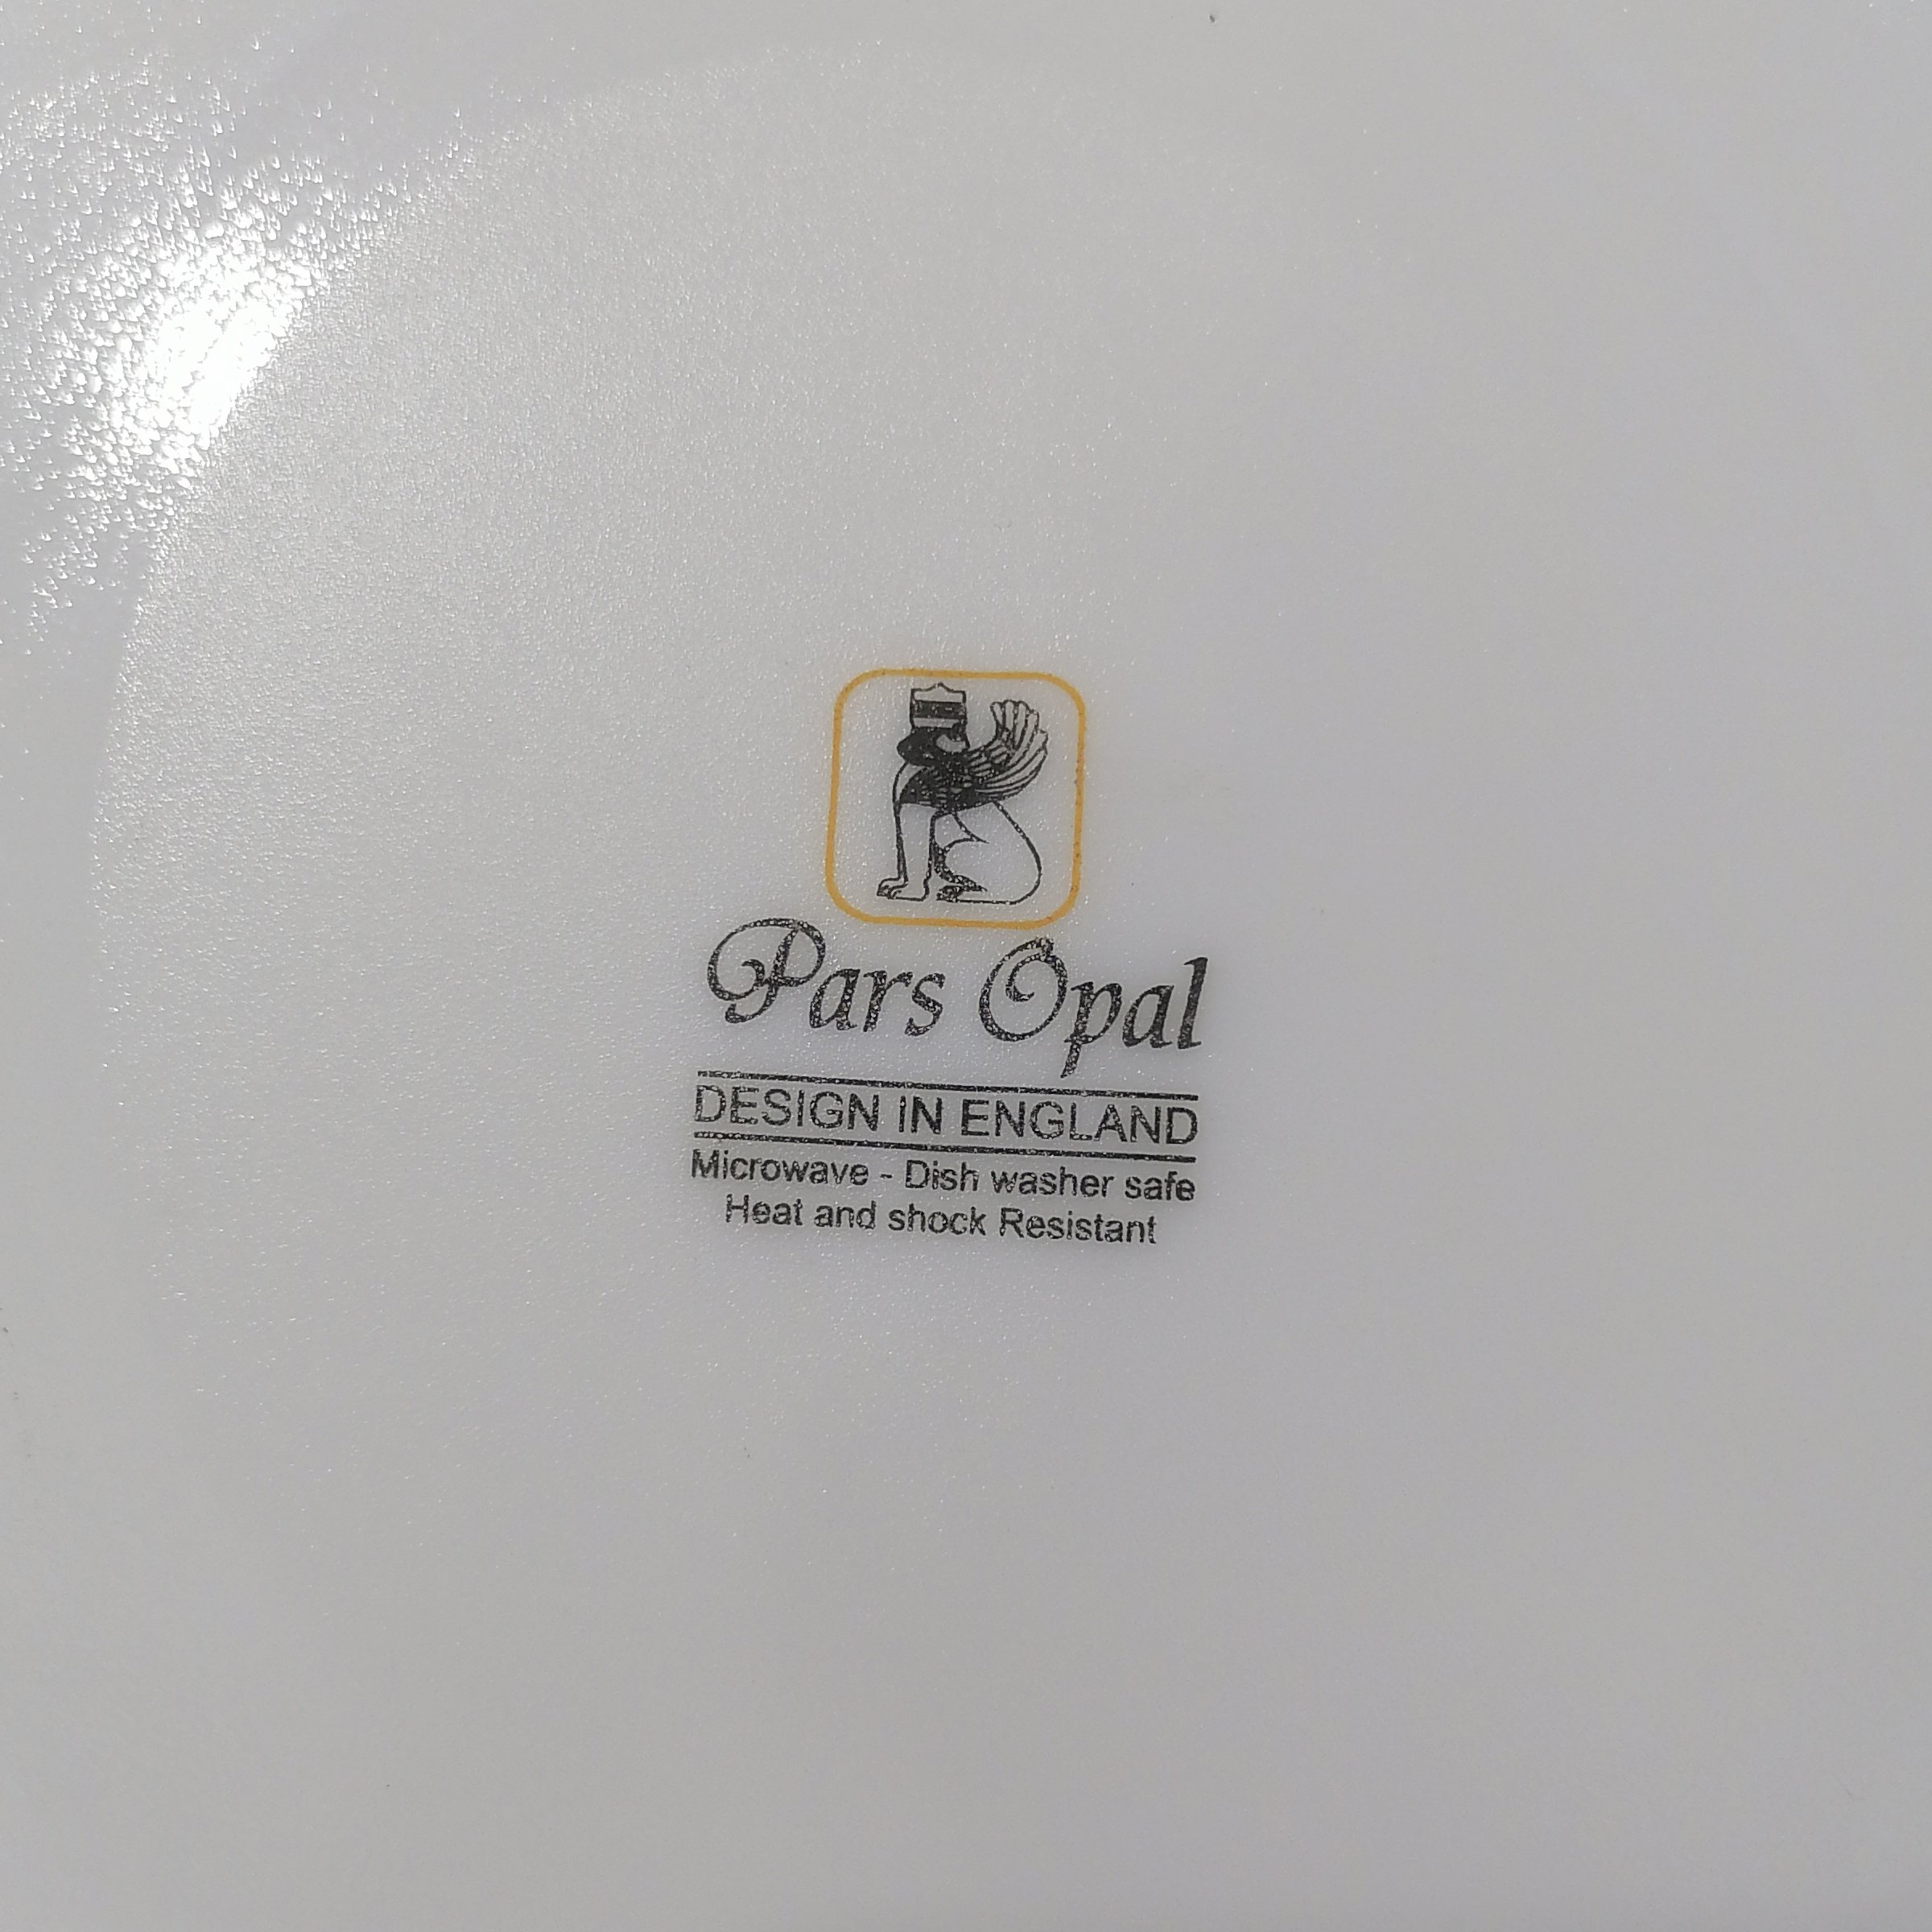 Pars Opal
DESIGN IN ENGLAND
Microwave - Dish washer safe
Heat and shock Resistant